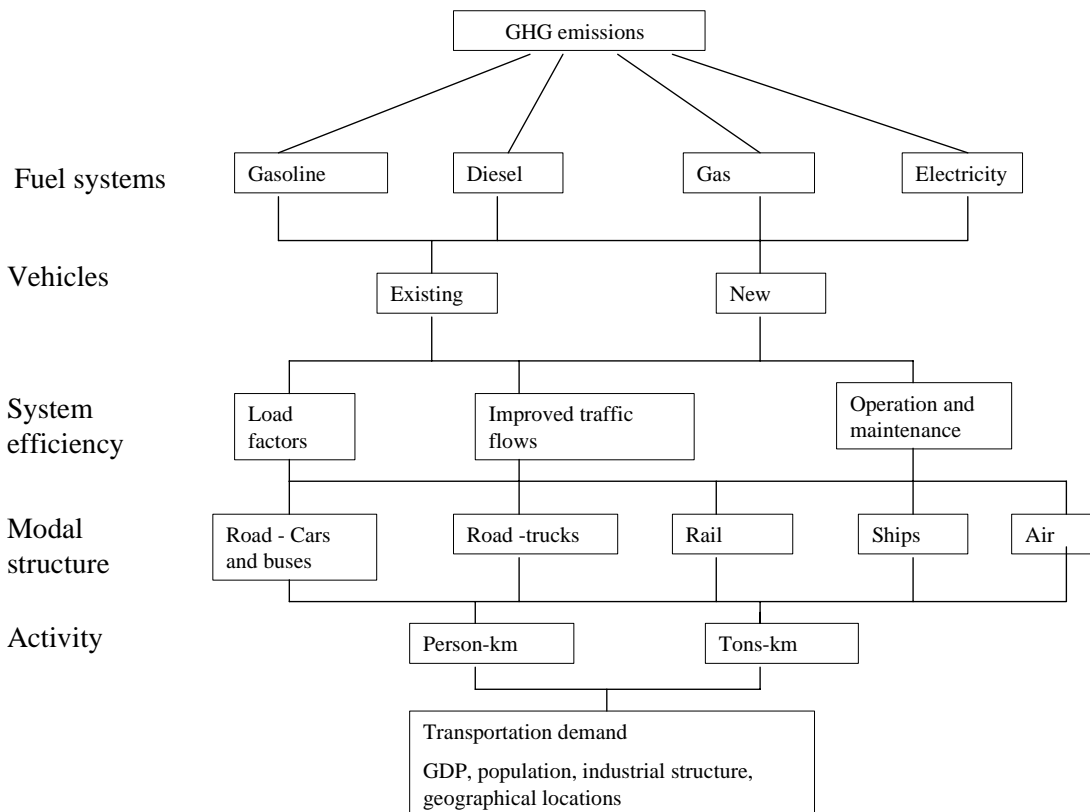 GHG emissions
Fuel systems
Gasoline
Diesel
Gas
Electricity
Vehicles
Existing
New
System
efficiency
Load
factors
Improved traffic
flows
Operation and
maintenance
Modal
structure
Road - Cars
and buses
Road -trucks
Rail
Ships
Air
Activity
Person-km
Tons-km
Transportation demand
GDP, population, industrial structure,
geographical locations